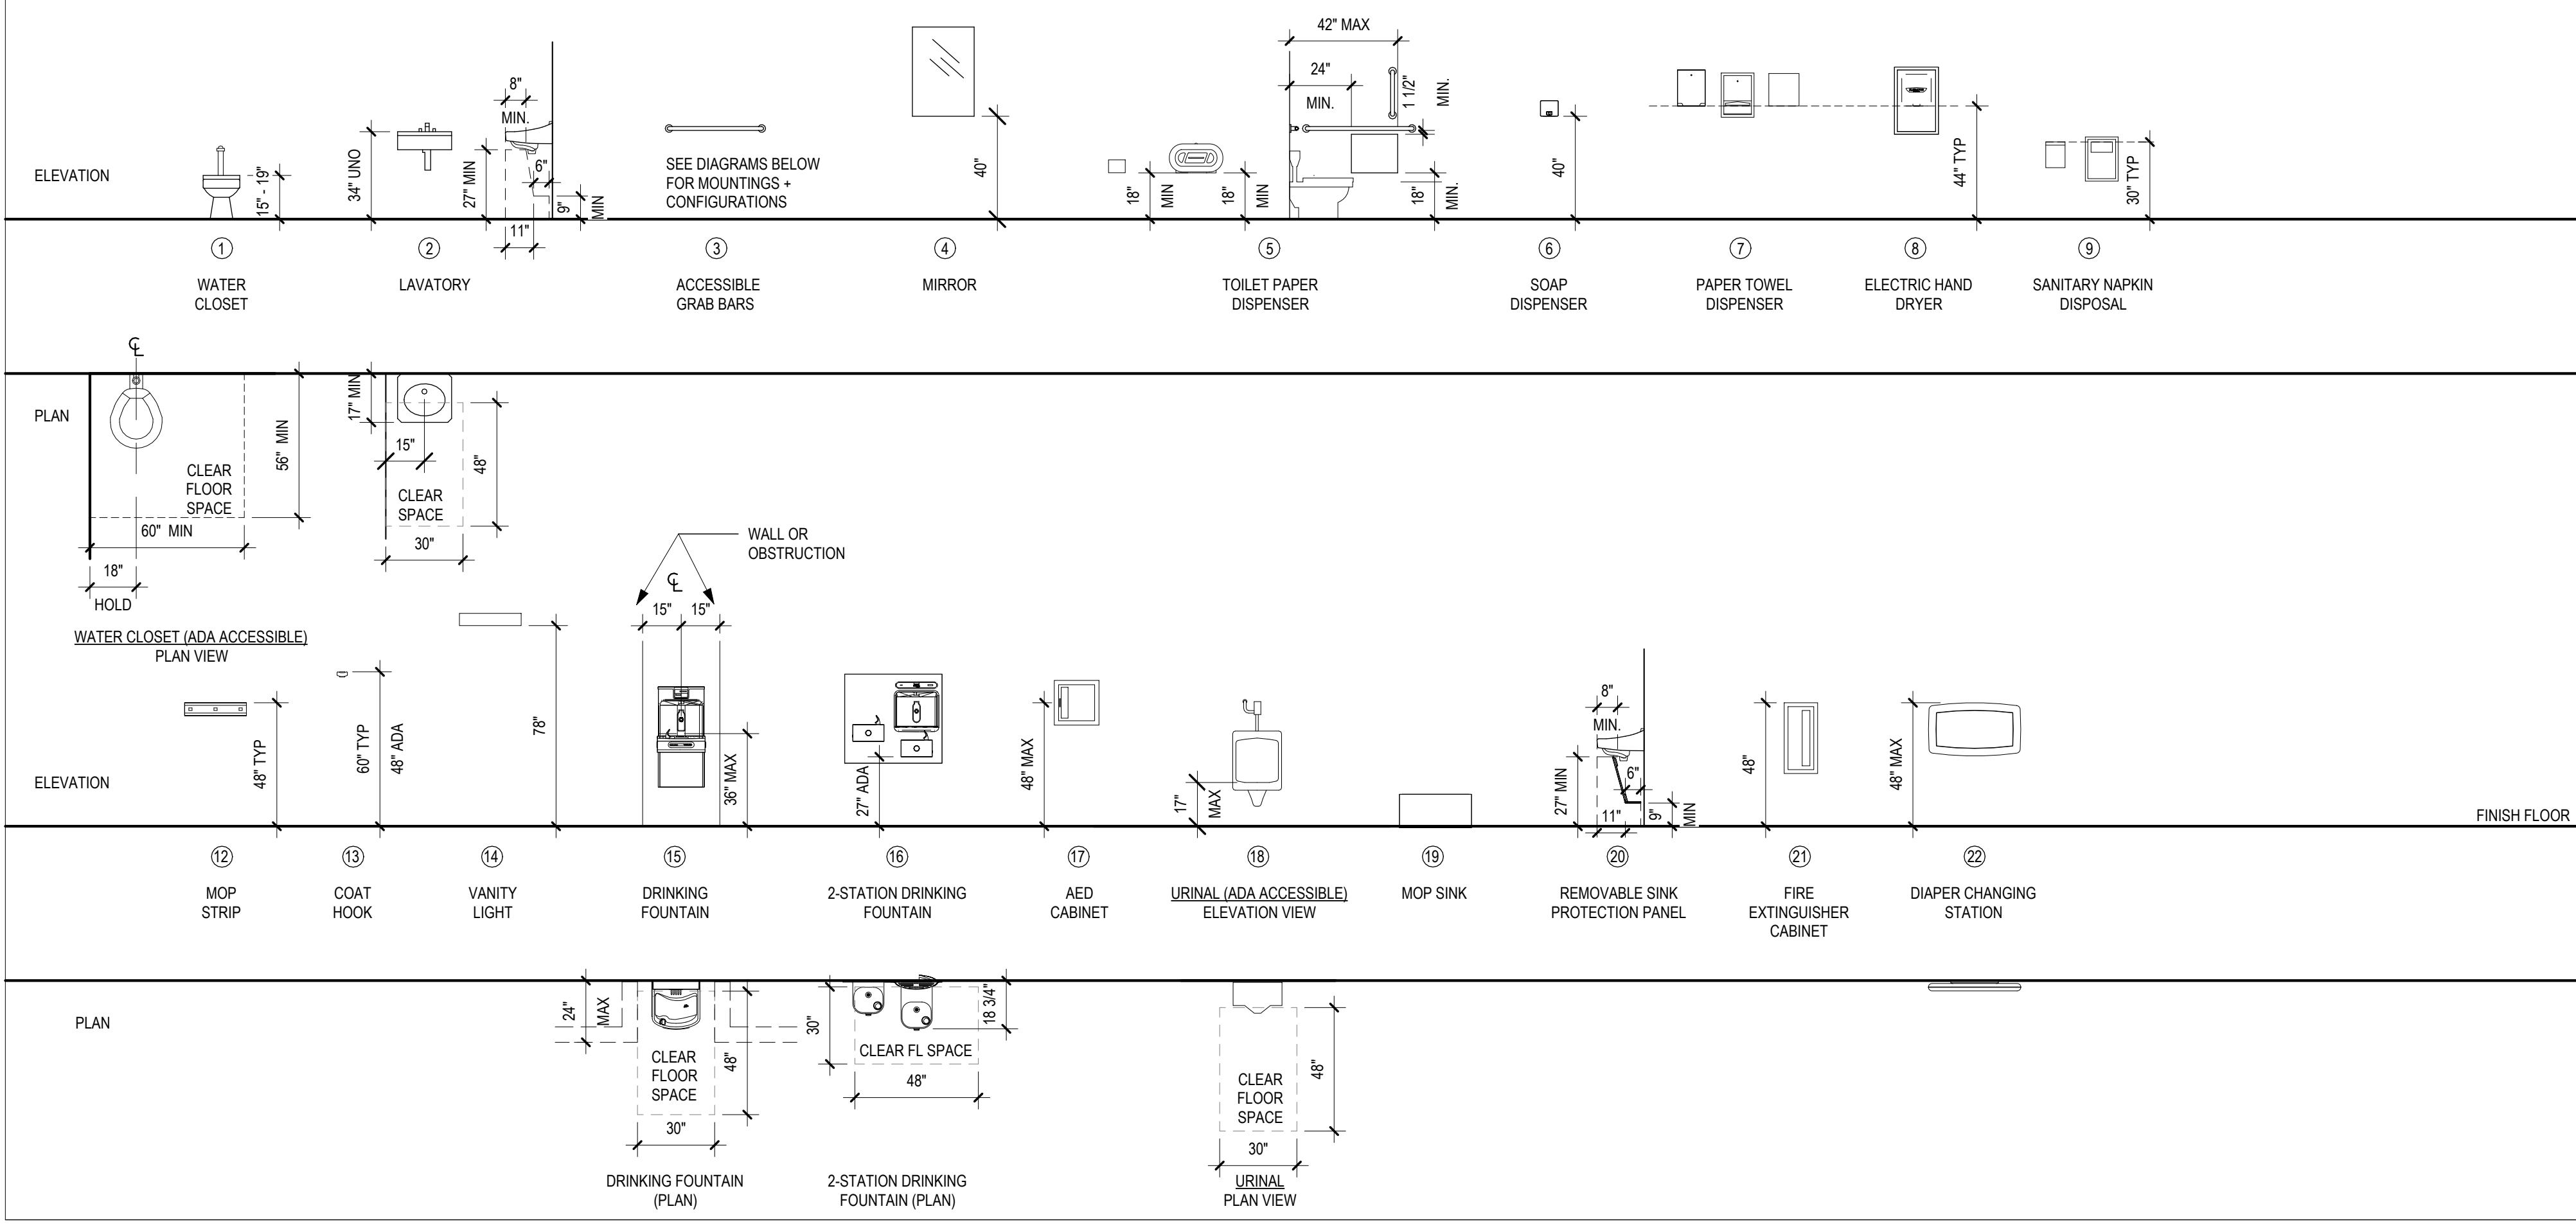 42" MAX
24"
MIN.
1 1/2"
MIN.
8"
MIN.
ELEVATION
15" - 19"
34" UNO
27" MIN
6"
9"
MIN
11"
SEE DIAGRAMS BELOW
FOR MOUNTINGS +
CONFIGURATIONS
40"
18"
MIN
18"
MIN
18"
MIN.
40"
44" TYP
30" TYP
1
WATER
CLOSET
2
LAVATORY
3
ACCESSIBLE
GRAB BARS
4
MIRROR
5
TOILET PAPER
DISPENSER
6
SOAP
DISPENSER
7
PAPER TOWEL
DISPENSER
8
ELECTRIC HAND
DRYER
9
SANITARY NAPKIN
DISPOSAL
PLAN
CL
56" MIN
CLEAR
FLOOR
SPACE
60" MIN
18"
HOLD
WATER CLOSET (ADA ACCESSIBLE)
PLAN VIEW
17" MIN
15"
48"
CLEAR
SPACE
30"
WALL OR
OBSTRUCTION
CL
15"
15"
ELEVATION
48" TYP
60" TYP
48" ADA
78"
36" MAX
27" ADA
48" MAX
17"
MAX
8"
MIN.
27" MIN
6"
11"
9"
MIN
48"
48" MAX
FINISH FLOOR
12
MOP
STRIP
13
COAT
HOOK
14
VANITY
LIGHT
15
DRINKING
FOUNTAIN
16
2-STATION DRINKING
FOUNTAIN
17
AED
CABINET
18
URINAL (ADA ACCESSIBLE)
ELEVATION VIEW
19
MOP SINK
20
REMOVABLE SINK
PROTECTION PANEL
21
FIRE
EXTINGUISHER
CABINET
22
DIAPER CHANGING
STATION
PLAN
24"
MAX
CLEAR
FLOOR
SPACE
48"
30"
DRINKING FOUNTAIN
(PLAN)
30"
18 3/4"
CLEAR FL SPACE
48"
2-STATION DRINKING
FOUNTAIN (PLAN)
CLEAR
FLOOR
SPACE
48"
30"
URINAL
PLAN VIEW